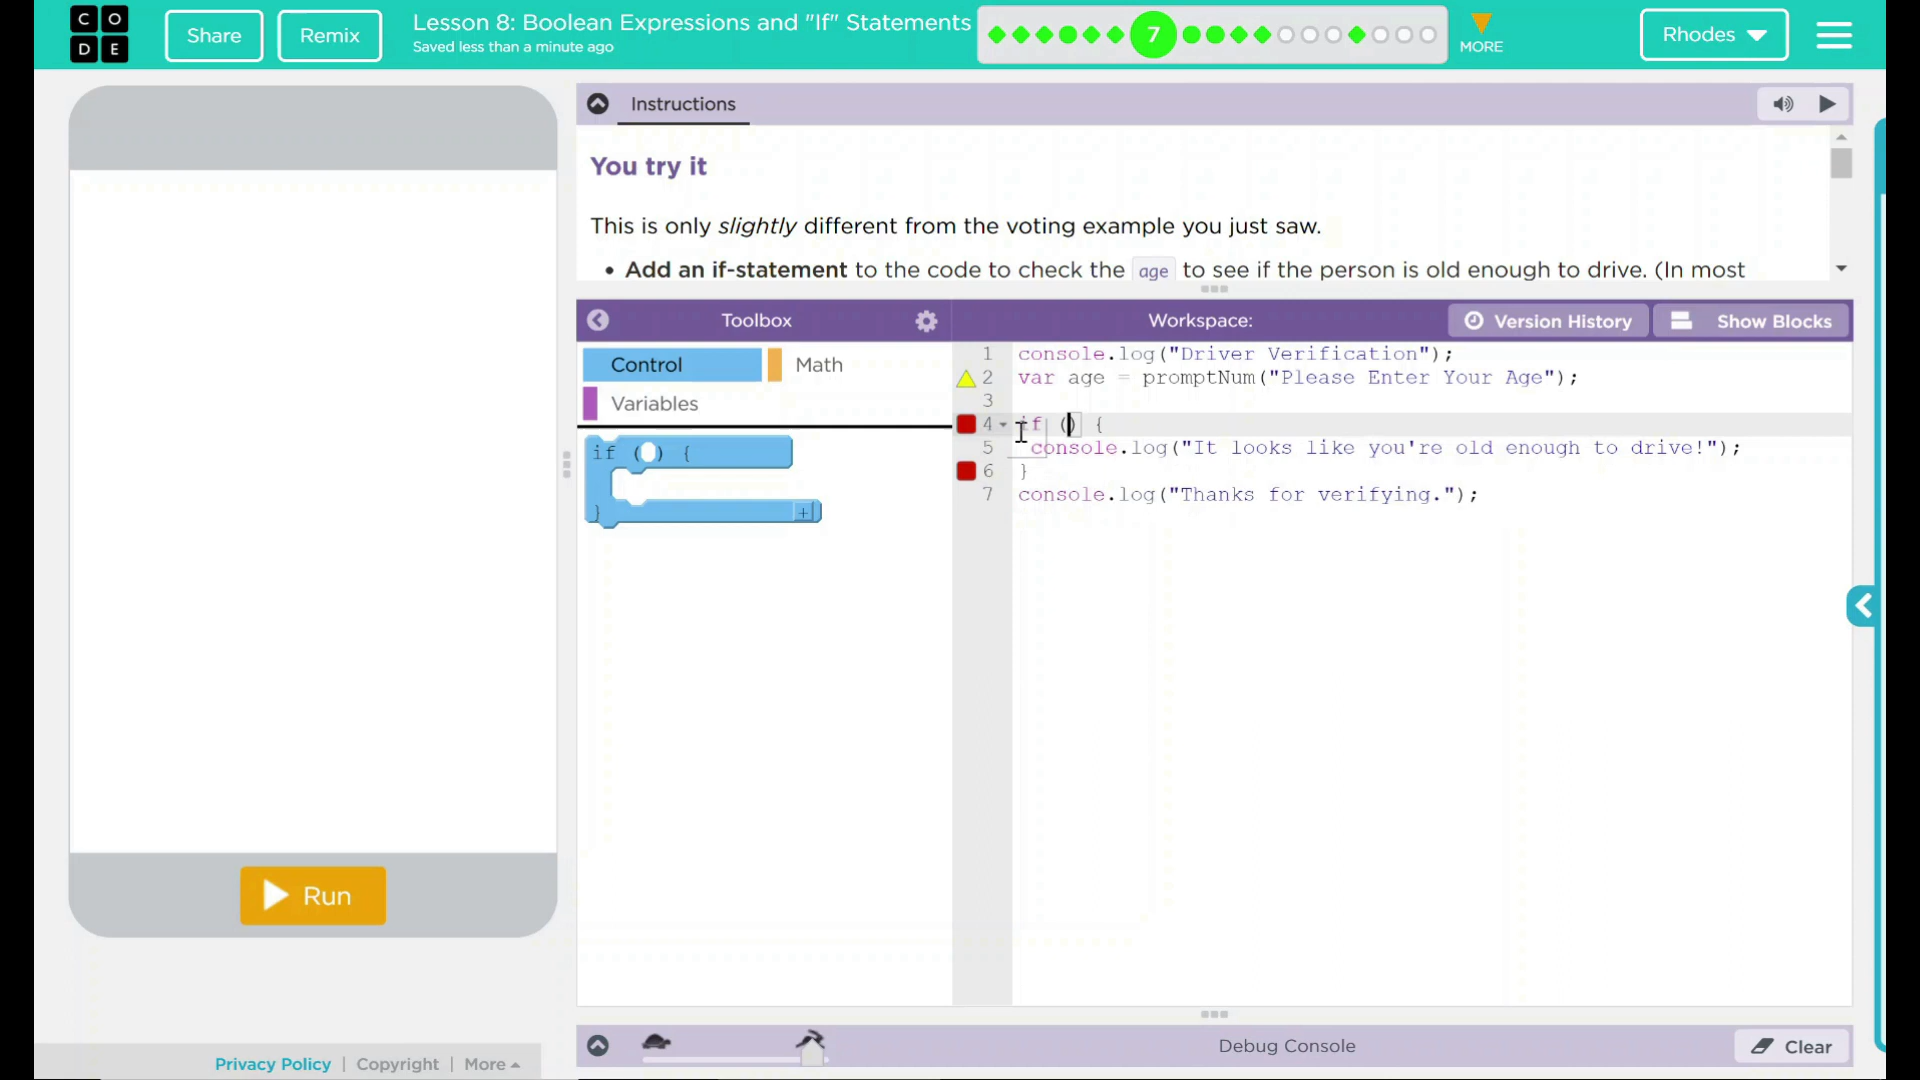 CODE
Share
Remix
Lesson 8: Boolean Expressions and "If" Statements
Saved less than a minute ago
7
MORE
Rhodes
Instructions
You try it
This is only slightly different from the voting example you just saw.
• Add an if-statement to the code to check the age to see if the person is old enough to drive. (In most
Toolbox
Workspace:
Version History
Show Blocks
Control
Math
Variables
if () {
}
+
1 console.log("Driver Verification");
2 var age = promptNum("Please Enter Your Age");
3
4 if () {
5 console.log("It looks like you're old enough to drive!");
6 }
7 console.log("Thanks for verifying.");
Run
Debug Console
Clear
Privacy Policy | Copyright | More